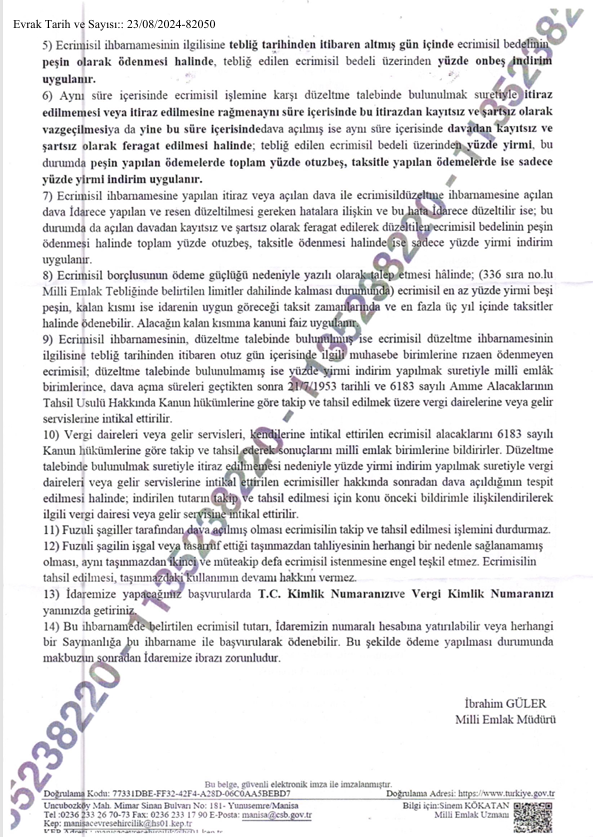 Evrak Tarih ve Sayısı:: 23/08/2024-82050
5) Ecrimisil ihbarnamesinin ilgilisine tebliğ tarihinden itibaren altmış gün içinde ecrimisil bedelinin
peşin olarak ödenmesi halinde, tebliğ edilen ecrimisil bedeli üzerinden yüzde onbeş indirim
uygulanır.
6) Aynı süre içerisinde ecrimisil işlemine karşı düzeltme talebinde bulunulmak suretiyle itiraz
edilmemesi veya itiraz edilmesine rağmenaynı süre içerisinde bu itirazdan kayıtsız ve şartsız olarak
vazgeçilmesiya da yine bu süre içerisindedava açılmış ise aynı süre içerisinde davadan kayıtsız ve
şartsız olarak feragat edilmesi halinde; tebliğ edilen ecrimisil bedeli üzerinden yüzde yirmi, bu
durumda peşin yapılan ödemelerde toplam yüzde otuzbeş, taksitle yapılan ödemelerde ise sadece
yüzde yirmi indirim uygulanır.
7) Ecrimisil ihbarnamesine yapılan itiraz veya açılan dava ile ecrimisildüzeltme ihbarnamesine açılan
dava İdarece yapılan ve resen düzeltilmesi gereken hatalara ilişkin ve bu hata İdarece düzeltilir ise; bu
durumda da açılan davadan kayıtsız ve şartsız olarak feragat edilerek düzeltilen ecrimisil bedelinin peşin
ödenmesi halinde toplam yüzde otuzbeş, taksitle ödenmesi halinde ise sadece yüzde yirmi indirim
uygulanır.
8) Ecrimisil borçlusunun ödeme güçlüğü nedeniyle yazılı olarak talep etmesi hâlinde; (336 sıra no.lu
Milli Emlak Tebliğinde belirtilen limitler dahilinde kalması durumunda) ecrimisil en az yüzde yirmi beşi
peşin, kalan kısmı ise idarenin uygun göreceği taksit zamanlarında ve en fazla üç yıl içinde taksitler
halinde ödenebilir. Alacağın kalan kısmına kanuni faiz uygulanır.
9) Ecrimisil ihbarnamesinin, düzeltme talebinde bulunulmuş ise ecrimisil düzeltme ihbarnamesinin
ilgilisine tebliğ tarihinden itibaren otuz gün içerisinde ilgili muhasebe birimlerine rızaen ödenmeyen
ecrimisil; düzeltme talebinde bulunulmamış ise yüzde yirmi indirim yapılmak suretiyle milli emlâk
birimlerince, dava açma süreleri geçtikten sonra 21/7/1953 tarihli ve 6183 sayılı Amme Alacaklarının
Tahsil Usulü Hakkında Kanun hükümlerine göre takip ve tahsil edilmek üzere vergi dairelerine veya gelir
servislerine intikal ettirilir.
10) Vergi daireleri veya gelir servisleri, kendilerine intikal ettirilen ecrimisil alacaklarını 6183 sayılı
Kanun hükümlerine göre takip ve tahsil ederek sonuçlarını milli emlak birimlerine bildirirler. Düzeltme
talebinde bulunulmak suretiyle itiraz edilmemesi nedeniyle yüzde yirmi indirim yapılmak suretiyle vergi
daireleri veya gelir servislerine intikal ettirilen ecrimisiller hakkında sonradan dava açıldığının tespit
edilmesi halinde; indirilen tutarın takip ve tahsil edilmesi için konu önceki bildirimle ilişkilendirilerek
ilgili vergi dairesi veya gelir servisine intikal ettirilir.
11) Fuzuli şagiller tarafından dava açılmış olması ecrimisilin takip ve tahsil edilmesi işlemini durdurmaz.
12) Fuzuli şagilin işgal veya tasarruf ettiği taşınmazdan tahliyesinin herhangi bir nedenle sağlanamamış
olması, aynı taşınmazdan ikinci ve müteakip defa ecrimisil istenmesine engel teşkil etmez. Ecrimisilin
tahsil edilmesi, taşınmazdaki kullanımın devamı hakkını vermez.
13) İdaremize yapacağınız başvurularda T.C. Kimlik Numaranızıve Vergi Kimlik Numaranızı
yanınızda getiriniz.
14) Bu ihbarnamede belirtilen ecrimisil tutarı, İdaremizin numaralı hesabına yatırılabilir veya herhangi
bir Saymanlığa bu ihbarname ile başvurularak ödenebilir. Bu şekilde ödeme yapılması durumunda
makbuzun sonradan İdaremize ibrazı zorunludur.
İbrahim GÜLER
Milli Emlak Müdürü
Bu belge, güvenli elektronik imza ile imzalanmıştır.
Doğrulama Kodu: 77331DBE-FF32-42F4-A28D-06C0AA5BEBD7 Doğrulama Adresi: https://www.turkiye.gov.tr
Uncubozköy Mah. Mimar Sinan Bulvarı No: 181- Yunusemre/Manisa Bilgi için:Sinem KÖKATAN
Tel :0236 233 26 70-73 Fax: 0236 233 17 90 E-Posta: manisa@csb.gov.tr Milli Emlak Uzmanı
Kep: manisacevresehircilik@hs01.kep.tr
KEP Adresi : manisacevresehircilik@hs01.kep.tr
35238220 - 1135238220 - 1135238220 - 11352382